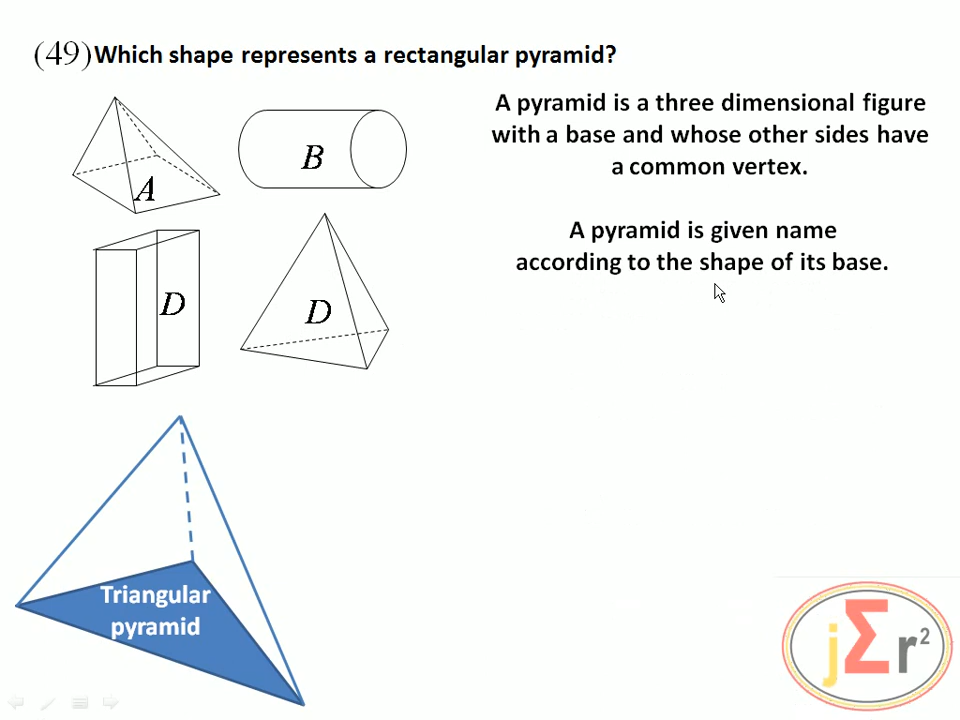 (49) Which shape represents a rectangular pyramid?
A pyramid is a three dimensional figure
with a base and whose other sides have
a common vertex.
A pyramid is given name
according to the shape of its base.
A
B
D
D
Triangular
pyramid
jΣr²